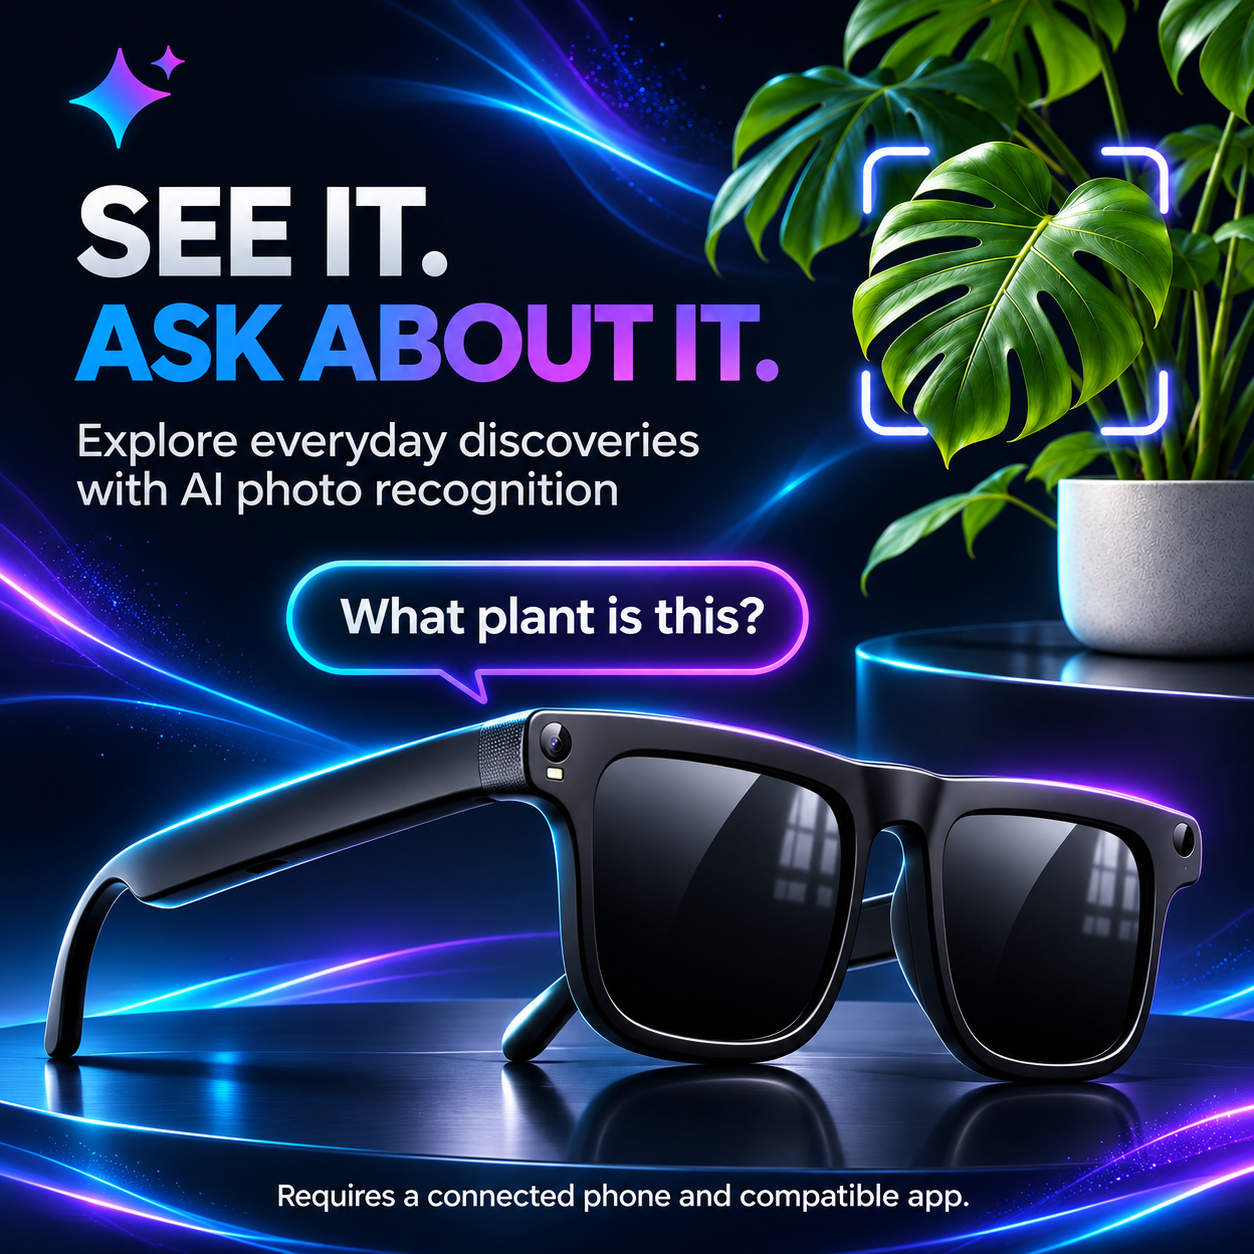 SEE IT.
ASK ABOUT IT.
Explore everyday discoveries
with AI photo recognition
What plant is this?
Requires a connected phone and compatible app.